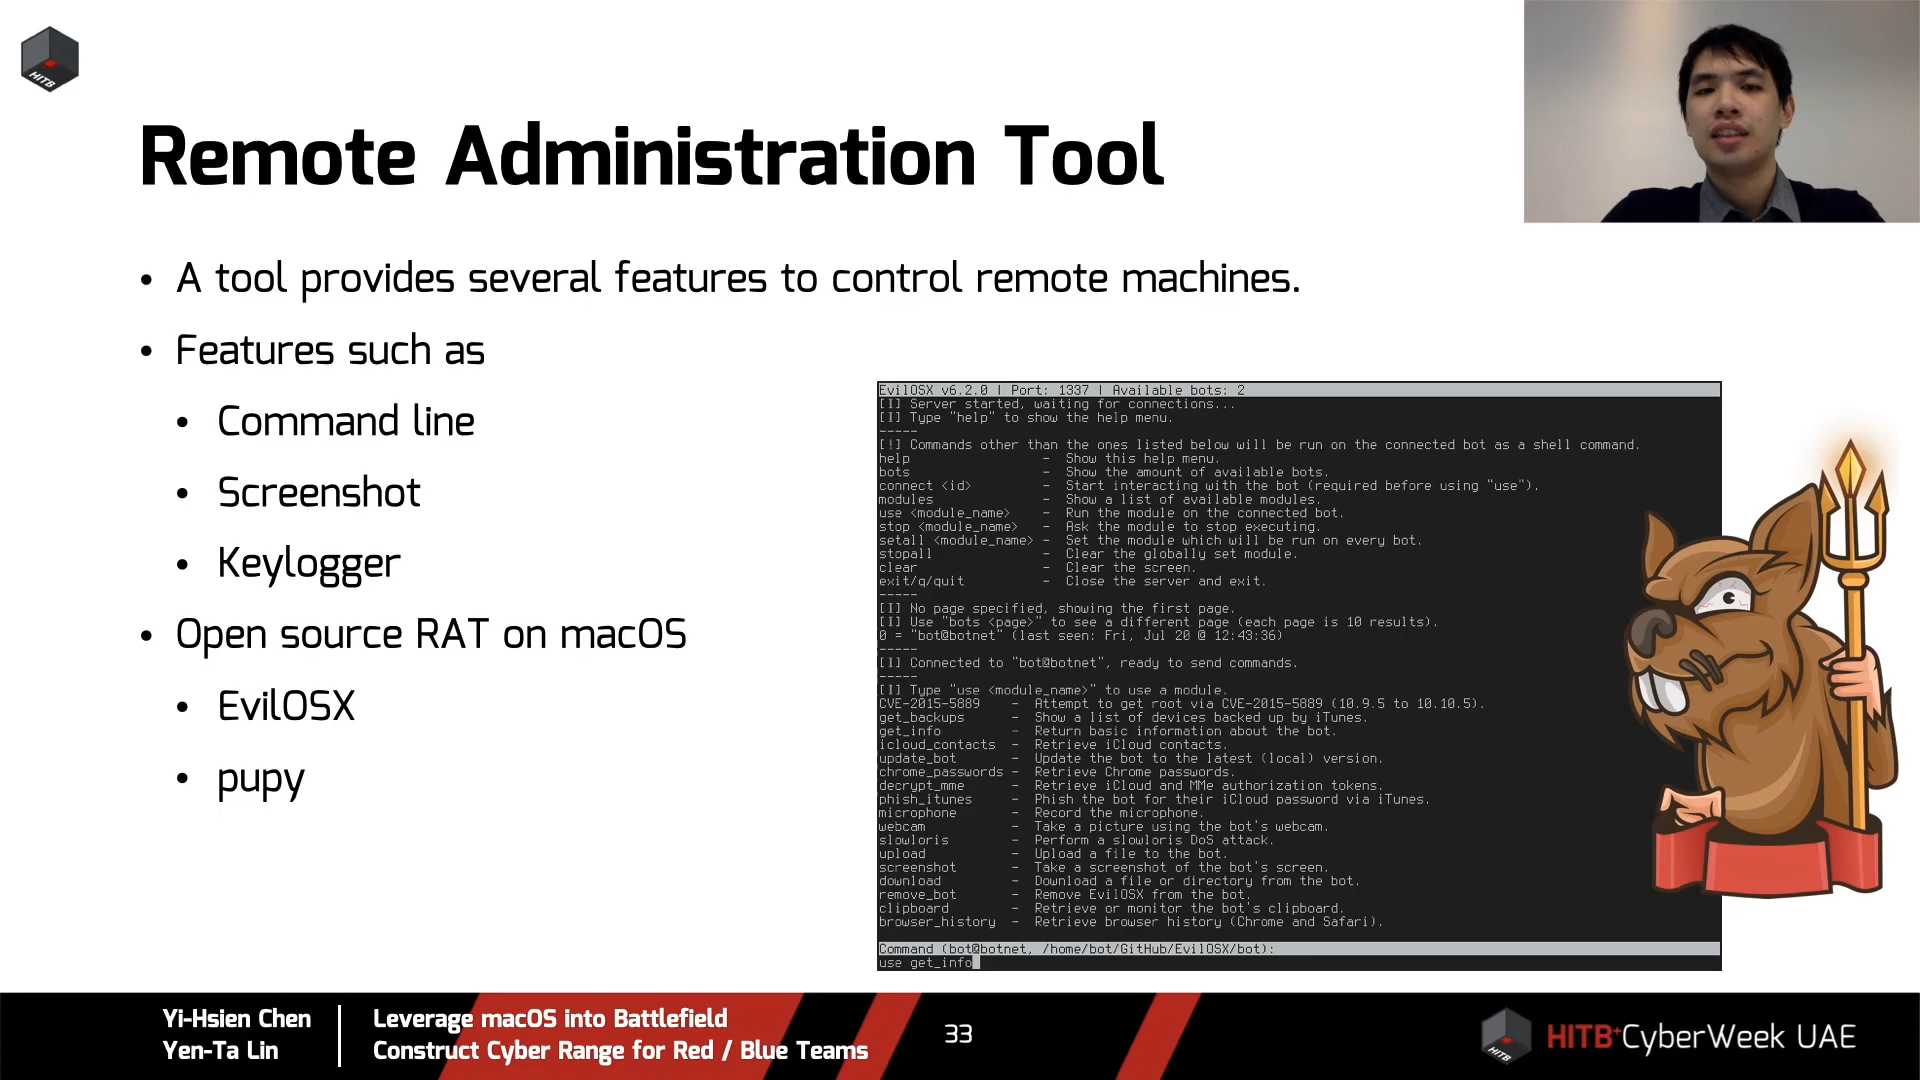 HITB
Remote Administration Tool
• A tool provides several features to control remote machines.
• Features such as
• Command line
• Screenshot
• Keylogger
• Open source RAT on macOS
• EvilOSX
• pupy
EvilOSX v6.2.0 | Port: 1337 | Available bots: 2
[I] Server started, waiting for connections...
[I] Type "help" to show the help menu.
-----
[!] Commands other than the ones listed below will be run on the connected bot as a shell command.
help - Show this help menu.
bots - Show the amount of available bots.
connect <id> - Start interacting with the bot (required before using "use").
modules - Show a list of available modules.
use <module_name> - Run the module on the connected bot.
stop <module_name> - Ask the module to stop executing.
setall <module_name> - Set the module which will be run on every bot.
stopall - Clear the globally set module.
clear - Clear the screen.
exit/q/quit - Close the server and exit.
-----
[I] No page specified, showing the first page.
[I] Use "bots <page>" to see a different page (each page is 10 results).
0 = "bot@botnet" (last seen: Fri, Jul 20 @ 12:43:36)
-----
[I] Connected to "bot@botnet", ready to send commands.
-----
[I] Type "use <module_name>" to use a module.
CVE-2015-5889 - Attempt to get root via CVE-2015-5889 (10.9.5 to 10.10.5).
get_backups - Show a list of devices backed up by iTunes.
get_info - Return basic information about the bot.
icloud_contacts - Retrieve iCloud contacts.
update_bot - Update the bot to the latest (local) version.
chrome_passwords - Retrieve Chrome passwords.
decrypt_mme - Retrieve iCloud and MMe authorization tokens.
phish_itunes - Phish the bot for their iCloud password via iTunes.
microphone - Record the microphone.
webcam - Take a picture using the bot's webcam.
slowloris - Perform a slowloris DoS attack.
upload - Upload a file to the bot.
screenshot - Take a screenshot of the bot's screen.
download - Download a file or directory from the bot.
remove_bot - Remove EvilOSX from the bot.
clipboard - Retrieve or monitor the bot's clipboard.
browser_history - Retrieve browser history (Chrome and Safari).
Command (bot@botnet, /home/bot/GitHub/EvilOSX/bot):
use get_info
Yi-Hsien Chen
Yen-Ta Lin
Leverage macOS into Battlefield
Construct Cyber Range for Red / Blue Teams
33
HITB
HITB+CyberWeek UAE